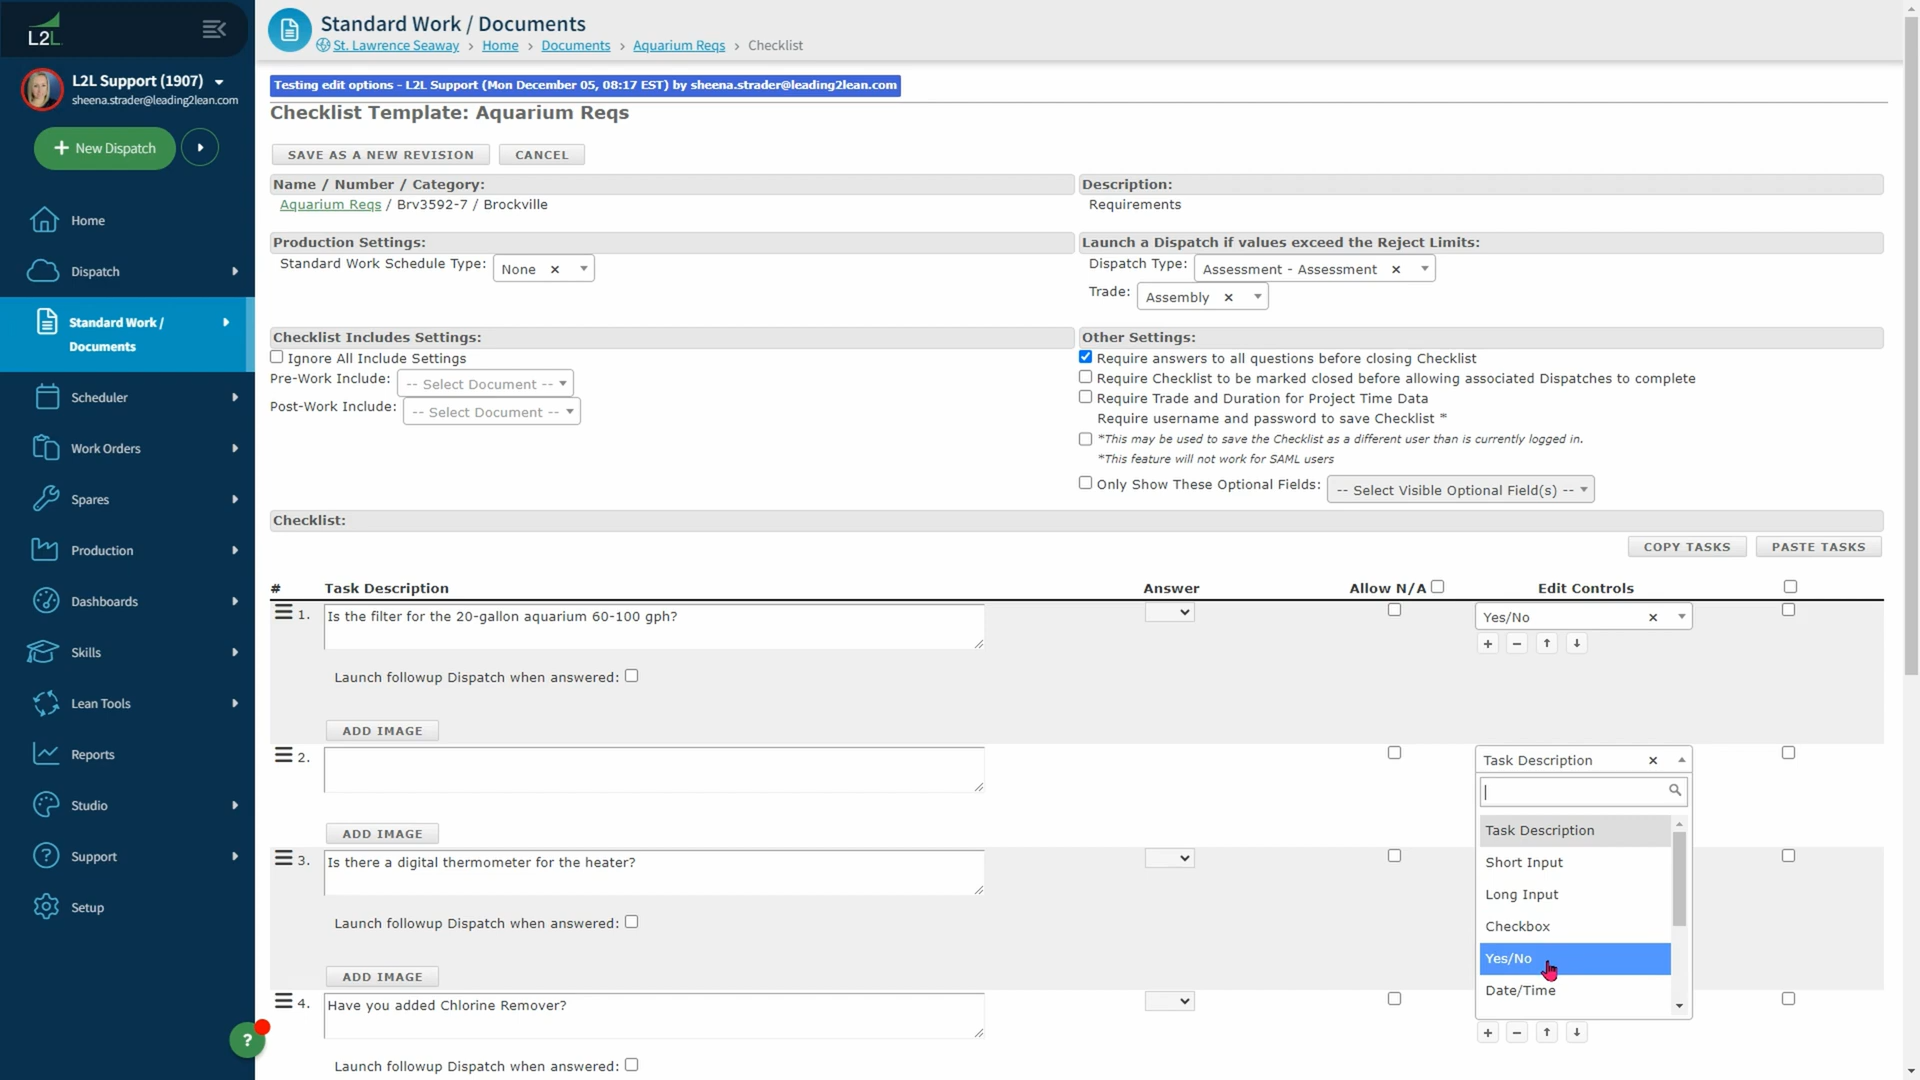 L2L
L2L Support (1907)
sheena.strader@leading2lean.com
+ New Dispatch
Home
Dispatch
Standard Work /
Documents
Scheduler
Work Orders
Spares
Production
Dashboards
Skills
Lean Tools
Reports
Studio
Support
Setup
?
Standard Work / Documents
St. Lawrence Seaway › Home › Documents › Aquarium Reqs › Checklist
Testing edit options - L2L Support (Mon December 05, 08:17 EST) by sheena.strader@leading2lean.com
Checklist Template: Aquarium Reqs
SAVE AS A NEW REVISION CANCEL
Name / Number / Category:
Aquarium Reqs / Brv3592-7 / Brockville
Description:
Requirements
Production Settings:
Standard Work Schedule Type: None ×
Launch a Dispatch if values exceed the Reject Limits:
Dispatch Type: Assessment - Assessment ×
Trade: Assembly ×
Checklist Includes Settings:
Ignore All Include Settings
Pre-Work Include: -- Select Document --
Post-Work Include: -- Select Document --
Other Settings:
Require answers to all questions before closing Checklist
Require Checklist to be marked closed before allowing associated Dispatches to complete
Require Trade and Duration for Project Time Data
Require username and password to save Checklist *
*This may be used to save the Checklist as a different user than is currently logged in.
*This feature will not work for SAML users
Only Show These Optional Fields: -- Select Visible Optional Field(s) --
Checklist:
COPY TASKS PASTE TASKS
# Task Description Answer Allow N/A Edit Controls
1. Is the filter for the 20-gallon aquarium 60-100 gph? Yes/No ×
+ − ↑ ↓
Launch followup Dispatch when answered:
ADD IMAGE
2. Task Description ×
ADD IMAGE
Task Description
Short Input
Long Input
Checkbox
Yes/No
Date/Time
3. Is there a digital thermometer for the heater?
Launch followup Dispatch when answered:
ADD IMAGE
4. Have you added Chlorine Remover?
+ − ↑ ↓
Launch followup Dispatch when answered: